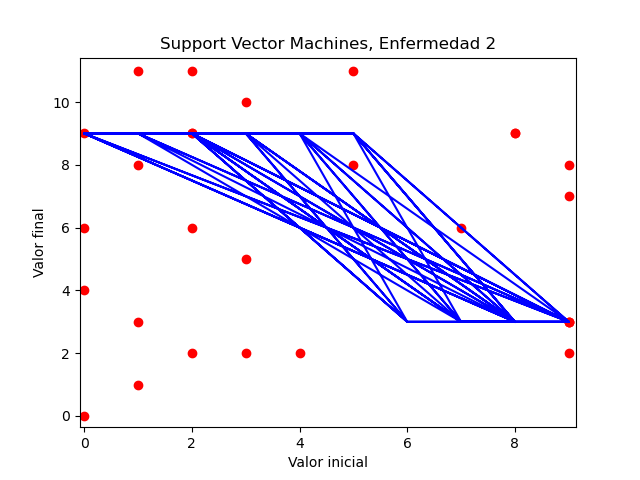 Support Vector Machines, Enfermedad 2
Valor final
10
8
6
4
2
0
0 2 4 6 8
Valor inicial